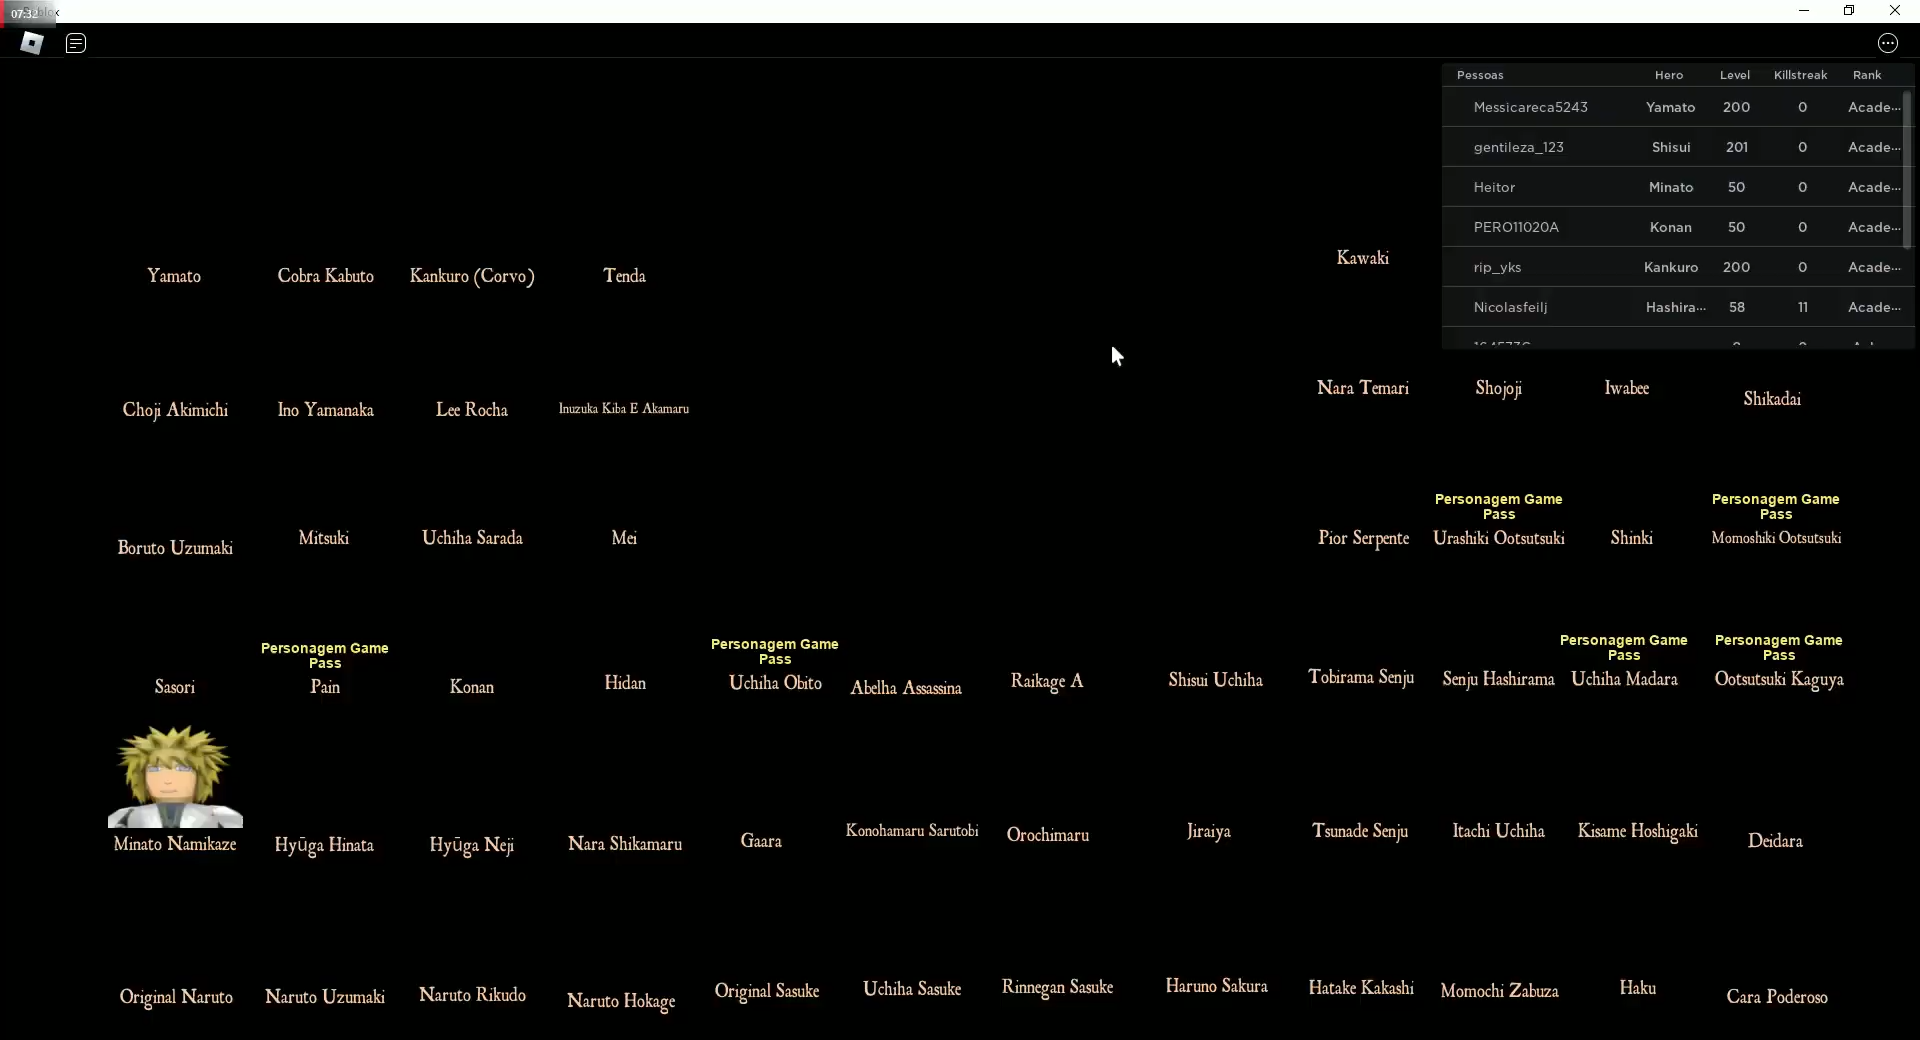 07:32
Pessoas Hero Level Killstreak Rank
Messicareca5243 Yamato 200 0 Acade...
gentileza_123 Shisui 201 0 Acade...
Heitor Minato 50 0 Acade...
PERO11020A Konan 50 0 Acade...
rip_yks Kankuro 200 0 Acade...
Nicolasfeilj Hashira... 58 11 Acade...
Yamato Cobra Kabuto Kankuro (Corvo) Tenda Kawaki
Choji Akimichi Ino Yamanaka Lee Rocha Inuzuka Kiba E Akamaru Nara Temari Shojoji Iwabee Shikadai
Personagem Game Personagem Game
Pass Pass
Boruto Uzumaki Mitsuki Uchiha Sarada Mei Pior Serpente Urashiki Ootsutsuki Shinki Momoshiki Ootsutsuki
Personagem Game Personagem Game Personagem Game Personagem Game
Pass Pass Pass Pass
Sasori Pain Konan Hidan Uchiha Obito Abelha Assassina Raikage A Shisui Uchiha Tobirama Senju Senju Hashirama Uchiha Madara Ootsutsuki Kaguya
Minato Namikaze Hyūga Hinata Hyūga Neji Nara Shikamaru Gaara Konohamaru Sarutobi Orochimaru Jiraiya Tsunade Senju Itachi Uchiha Kisame Hoshigaki Deidara
Original Naruto Naruto Uzumaki Naruto Rikudo Naruto Hokage Original Sasuke Uchiha Sasuke Rinnegan Sasuke Haruno Sakura Hatake Kakashi Momochi Zabuza Haku Cara Poderoso